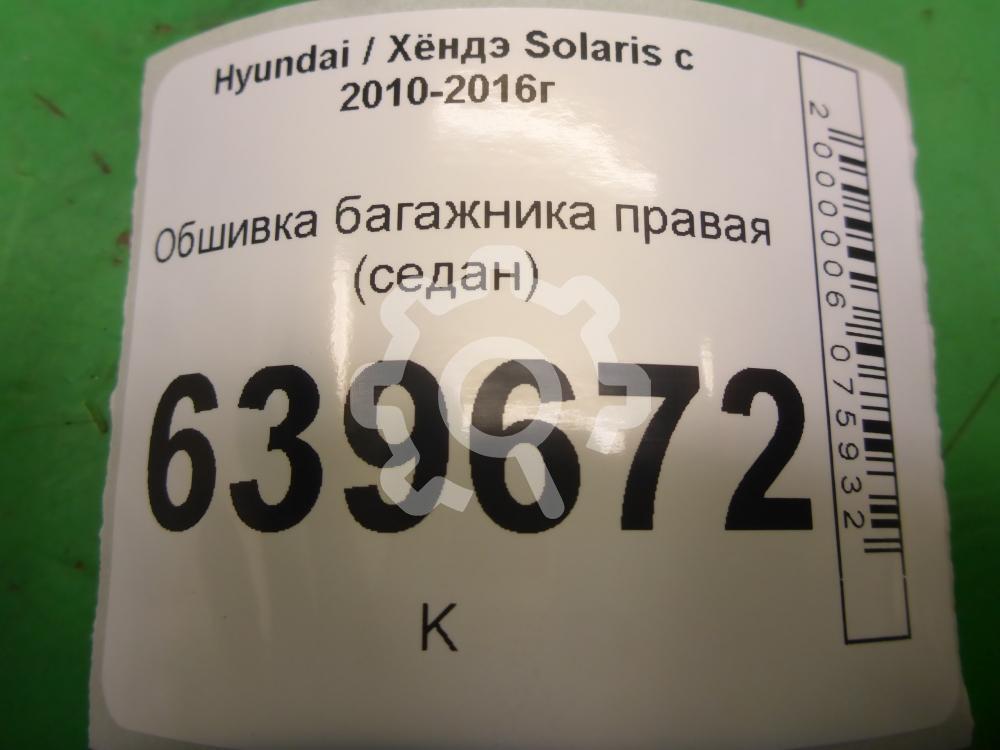 Hyundai / Хёндэ Solaris с
2010-2016г
Обшивка багажника правая
(седан)
639672
К
2000006075932